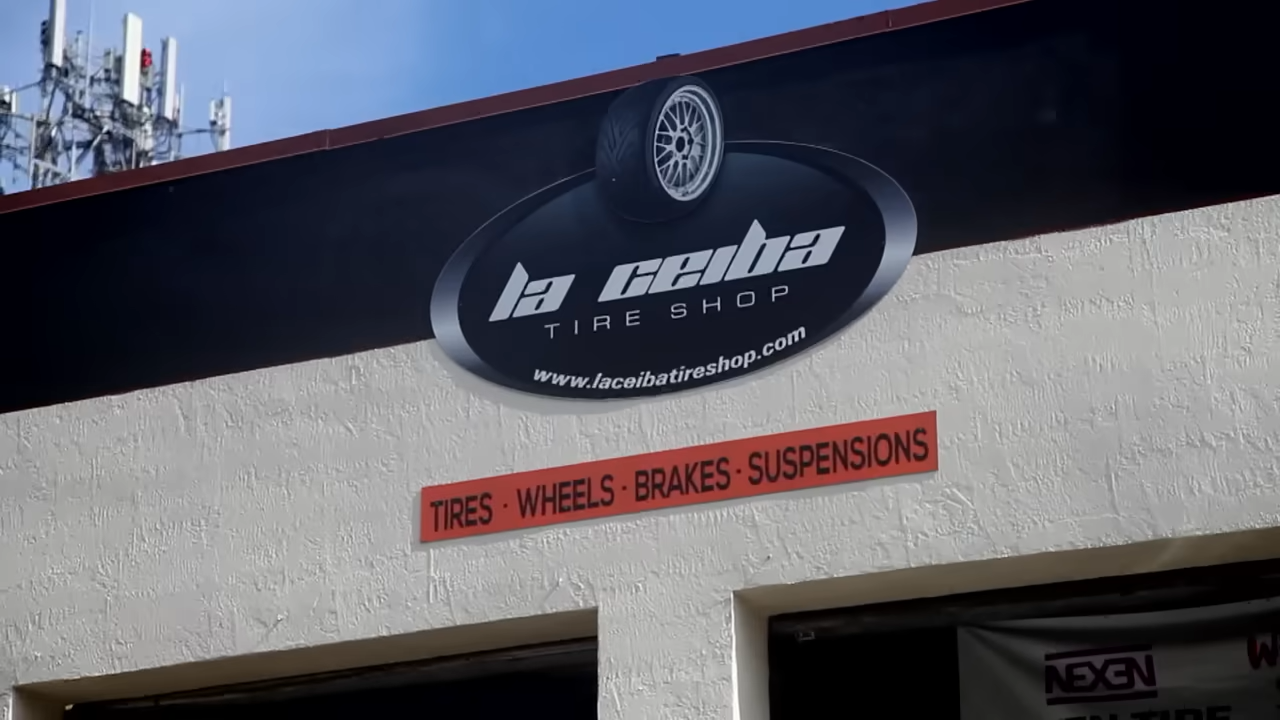 la ceiba
TIRE SHOP
www.laceibatireshop.com
TIRES · WHEELS · BRAKES · SUSPENSIONS
NEXEN